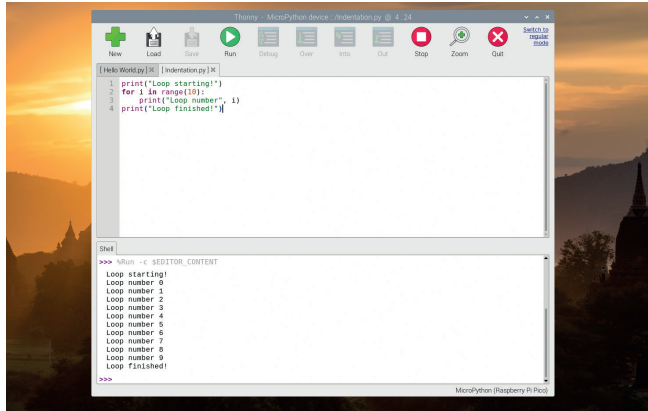 Thonny - MicroPython device :/Indentation.py @ 4 : 24
New Load Save Run Debug Over Into Out Stop Zoom Quit
Switch to
regular
mode
[ Hello World.py ] [ Indentation.py ]
1 print("Loop starting!")
2 for i in range(10):
3     print("Loop number", i)
4 print("Loop finished!")
Shell
>>> %Run -c $EDITOR_CONTENT
Loop starting!
Loop number 0
Loop number 1
Loop number 2
Loop number 3
Loop number 4
Loop number 5
Loop number 6
Loop number 7
Loop number 8
Loop number 9
Loop finished!
>>>
MicroPython (Raspberry Pi Pico)